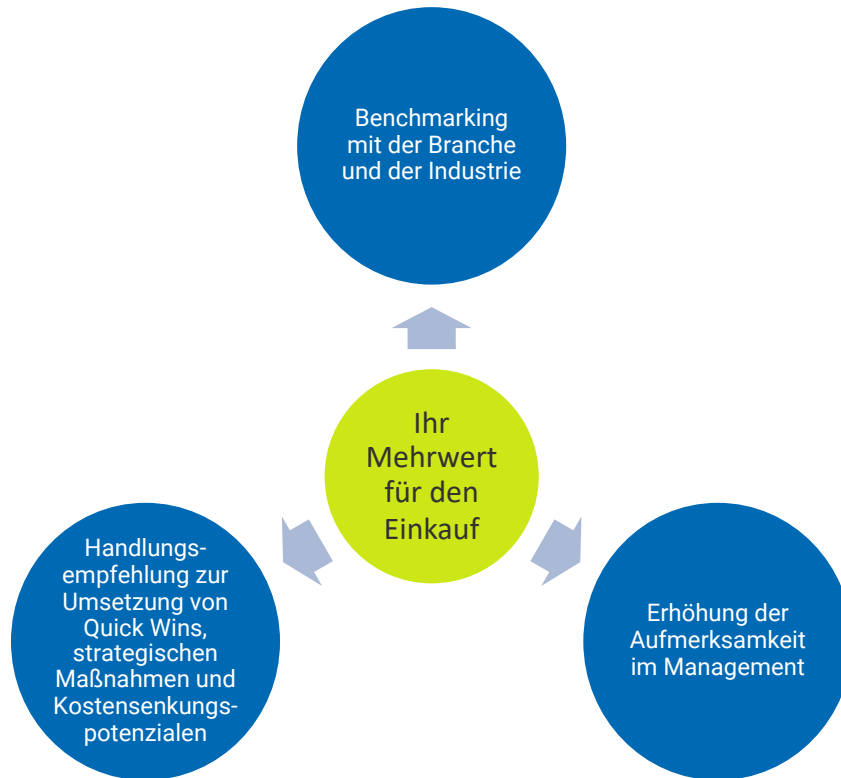 Benchmarking
mit der Branche
und der Industrie
Ihr
Mehrwert
für den
Einkauf
Handlungs-
empfehlung zur
Umsetzung von
Quick Wins,
strategischen
Maßnahmen und
Kostensenkungs-
potenzialen
Erhöhung der
Aufmerksamkeit
im Management